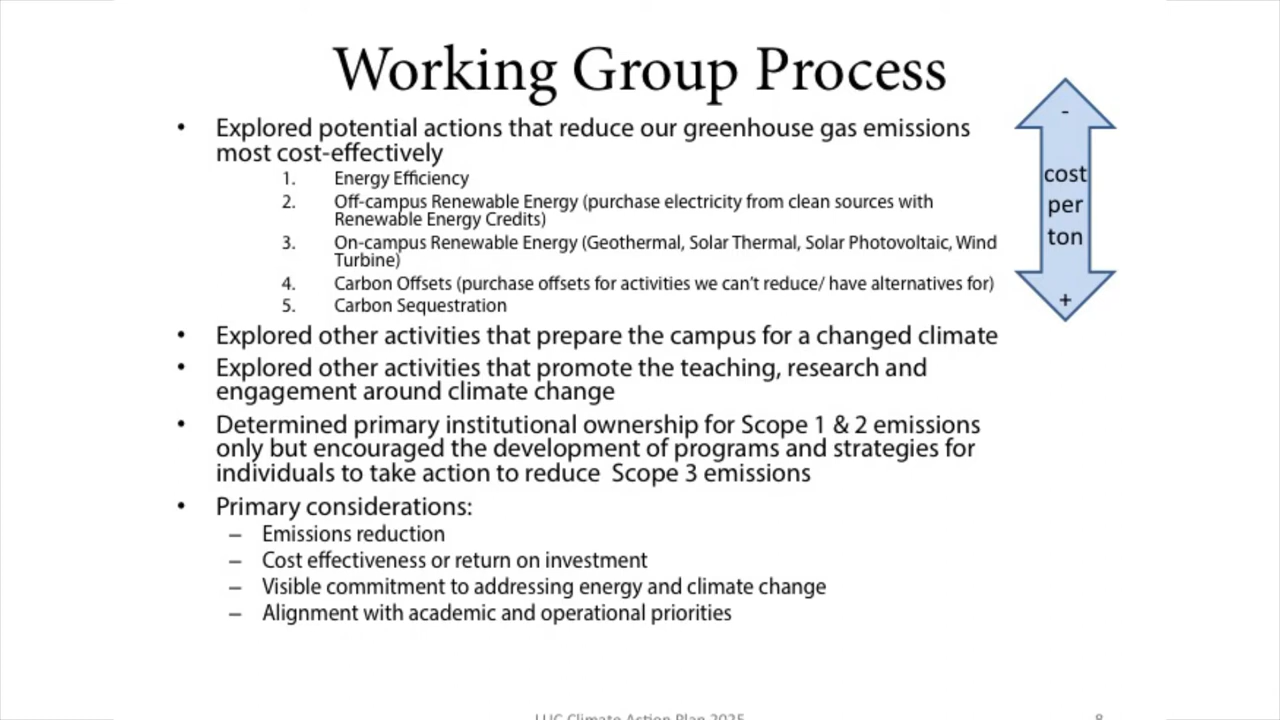 Working Group Process
• Explored potential actions that reduce our greenhouse gas emissions
most cost-effectively
1. Energy Efficiency
2. Off-campus Renewable Energy (purchase electricity from clean sources with
Renewable Energy Credits)
3. On-campus Renewable Energy (Geothermal, Solar Thermal, Solar Photovoltaic, Wind
Turbine)
4. Carbon Offsets (purchase offsets for activities we can't reduce/ have alternatives for)
5. Carbon Sequestration
• Explored other activities that prepare the campus for a changed climate
• Explored other activities that promote the teaching, research and
engagement around climate change
• Determined primary institutional ownership for Scope 1 & 2 emissions
only but encouraged the development of programs and strategies for
individuals to take action to reduce  Scope 3 emissions
• Primary considerations:
– Emissions reduction
– Cost effectiveness or return on investment
– Visible commitment to addressing energy and climate change
– Alignment with academic and operational priorities
-
cost
per
ton
+
LUC Climate Action Plan 2025
8